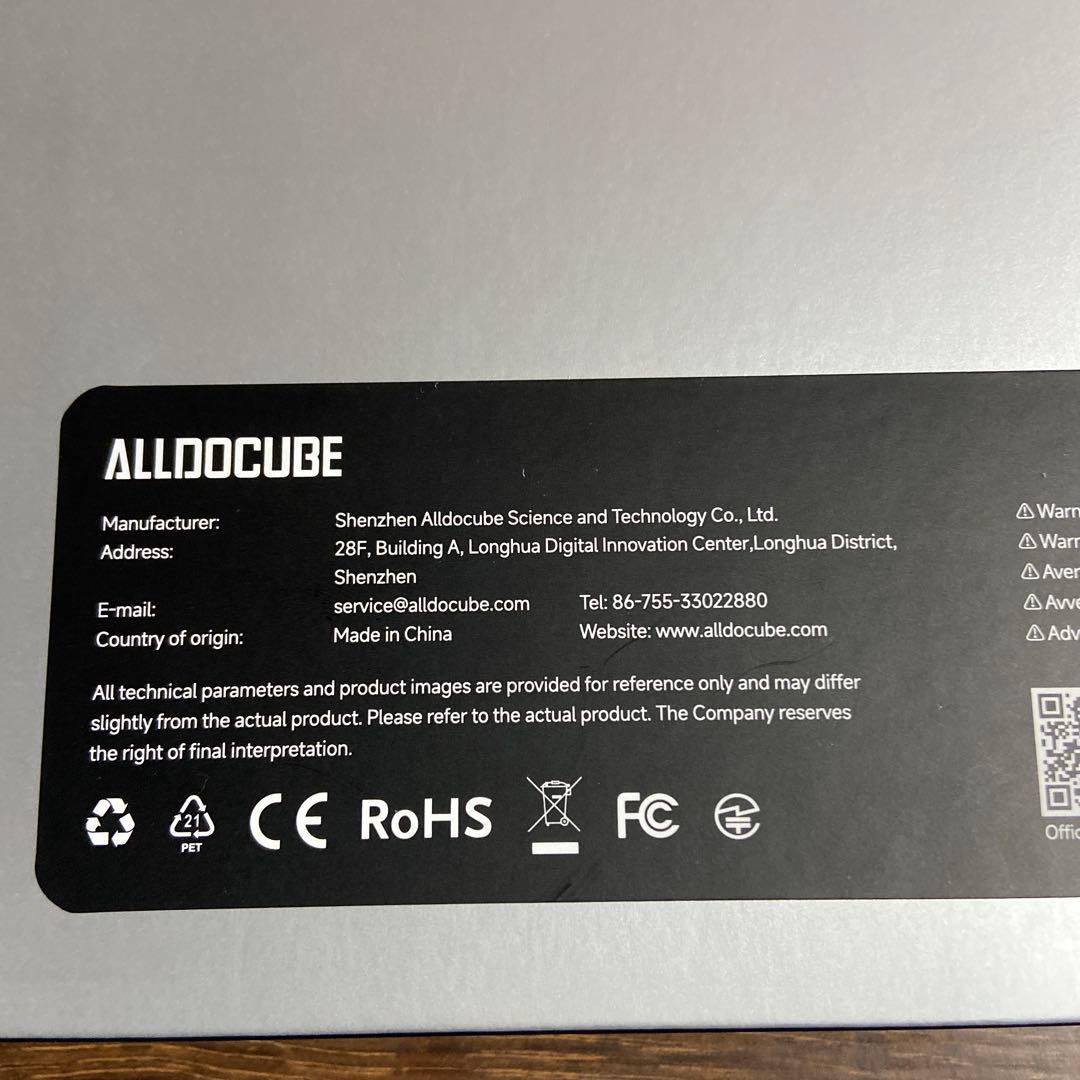 ALLDOCUBE
Manufacturer: Shenzhen Alldocube Science and Technology Co., Ltd.
Address: 28F, Building A, Longhua Digital Innovation Center,Longhua District,
Shenzhen
E-mail: service@alldocube.com Tel: 86-755-33022880
Country of origin: Made in China Website: www.alldocube.com
All technical parameters and product images are provided for reference only and may differ
slightly from the actual product. Please refer to the actual product. The Company reserves
the right of final interpretation.
21
PET
CE RoHS FC